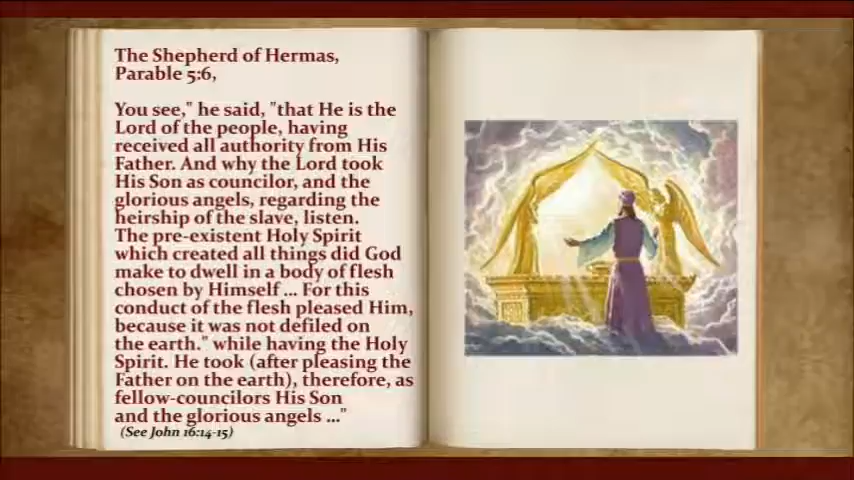 The Shepherd of Hermas,
Parable 5:6,
You see," he said, "that He is the
Lord of the people, having
received all authority from His
Father. And why the Lord took
His Son as councilor, and the
glorious angels, regarding the
heirship of the slave, listen.
The pre-existent Holy Spirit
which created all things did God
make to dwell in a body of flesh
chosen by Himself ... For this
conduct of the flesh pleased Him,
because it was not defiled on
the earth." while having the Holy
Spirit. He took (after pleasing the
Father on the earth), therefore, as
fellow-councilors His Son
and the glorious angels ..."
(See John 16:14-15)